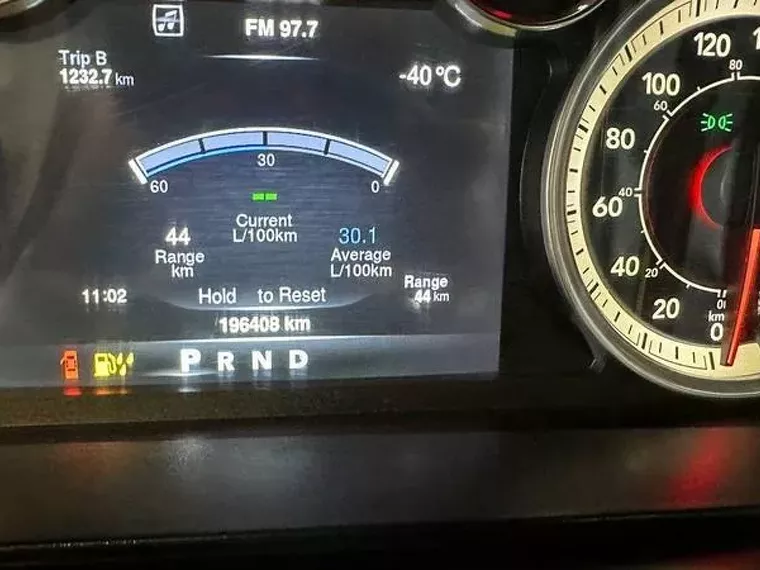 FM 97.7
Trip B
1232.7 km
-40 °C
60 30 0
Current
L/100km
44
Range
km
30.1
Average
L/100km
Range
44 km
11:02
Hold to Reset
196408 km
P R N D
120
100
80
60
40
20
0
80
60
40
20
0
km